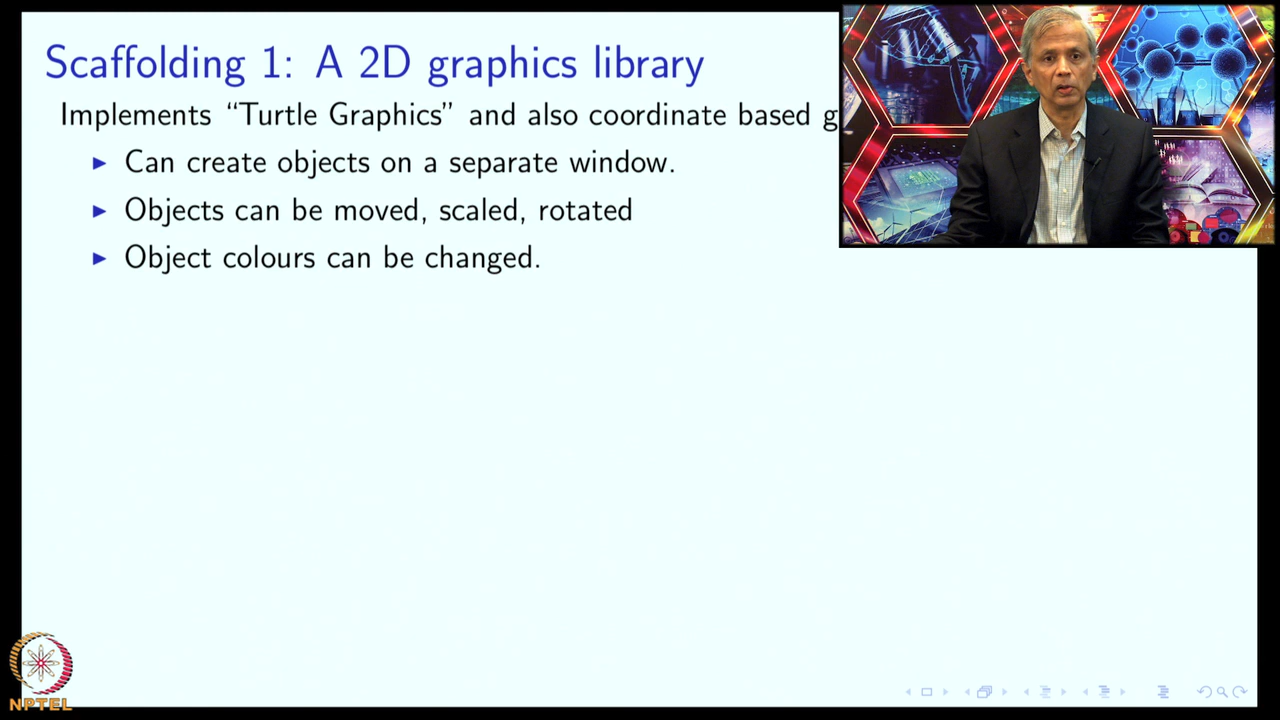 Scaffolding 1: A 2D graphics library
Implements “Turtle Graphics” and also coordinate based
▶ Can create objects on a separate window.
▶ Objects can be moved, scaled, rotated
▶ Object colours can be changed.
NPTEL